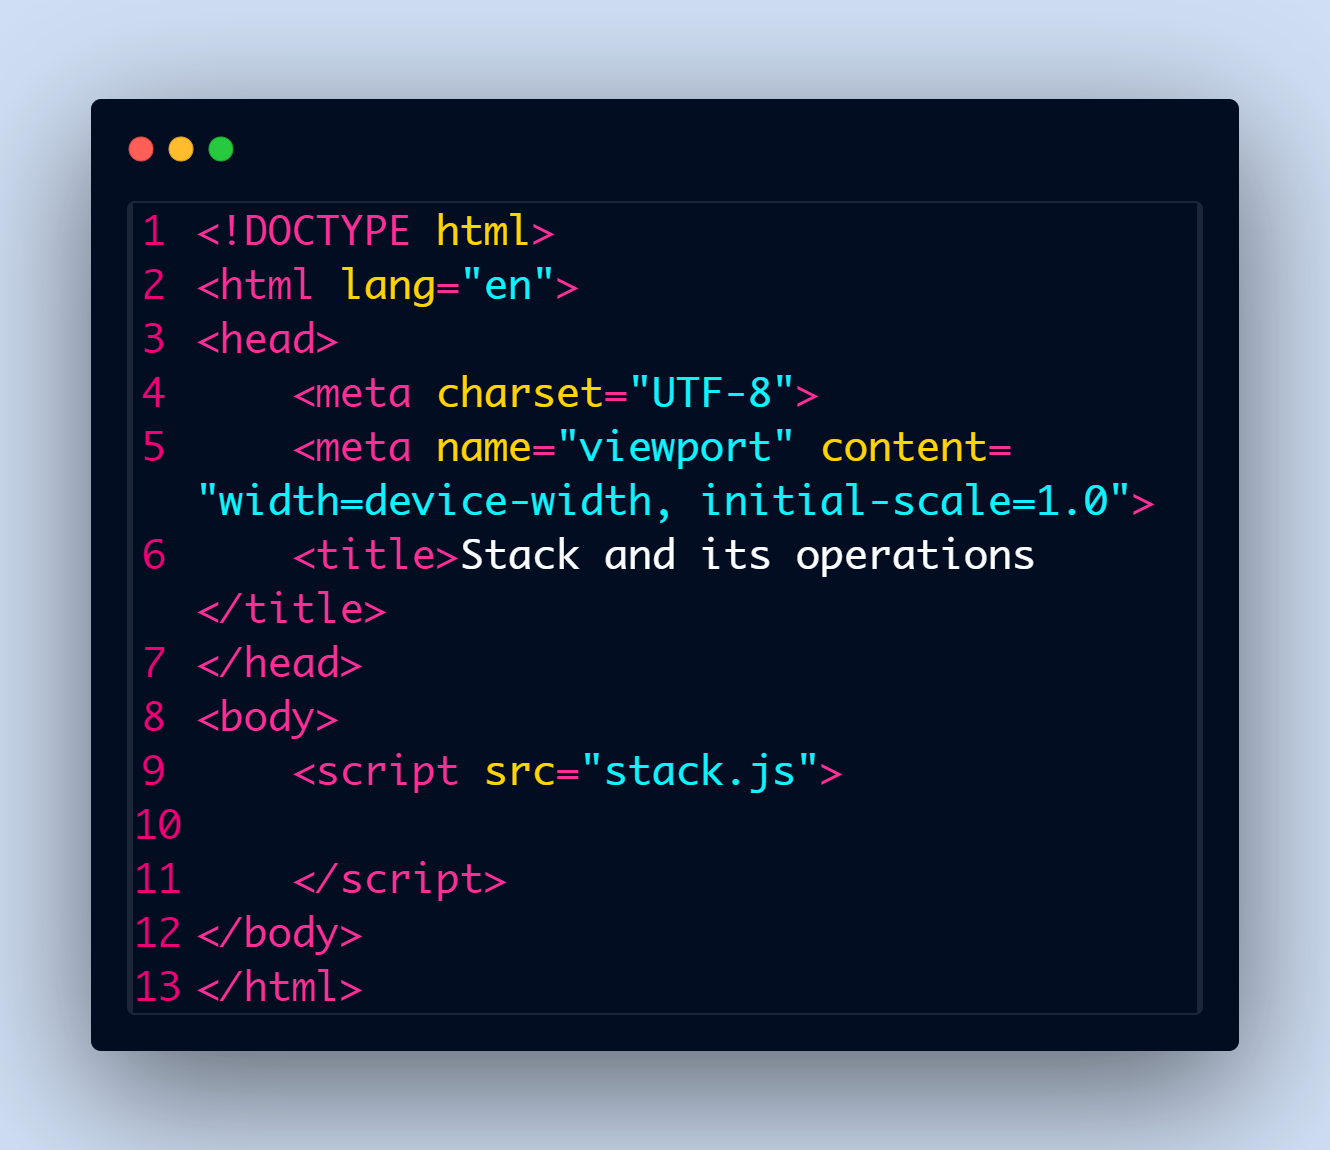 1 <!DOCTYPE html>
2 <html lang="en">
3 <head>
4     <meta charset="UTF-8">
5     <meta name="viewport" content=
"width=device-width, initial-scale=1.0">
6     <title>Stack and its operations
</title>
7 </head>
8 <body>
9     <script src="stack.js">
10
11     </script>
12 </body>
13 </html>